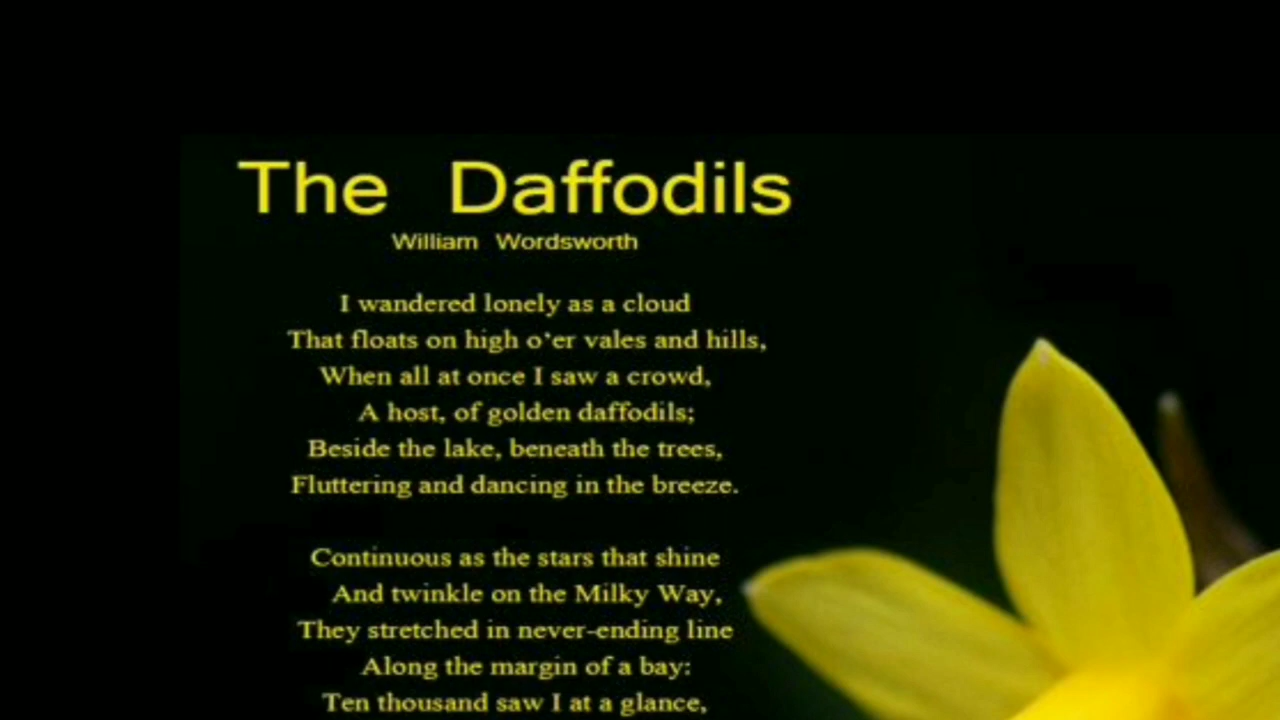 The Daffodils
William Wordsworth
I wandered lonely as a cloud
That floats on high o'er vales and hills,
When all at once I saw a crowd,
A host, of golden daffodils;
Beside the lake, beneath the trees,
Fluttering and dancing in the breeze.
Continuous as the stars that shine
And twinkle on the Milky Way,
They stretched in never-ending line
Along the margin of a bay:
Ten thousand saw I at a glance,